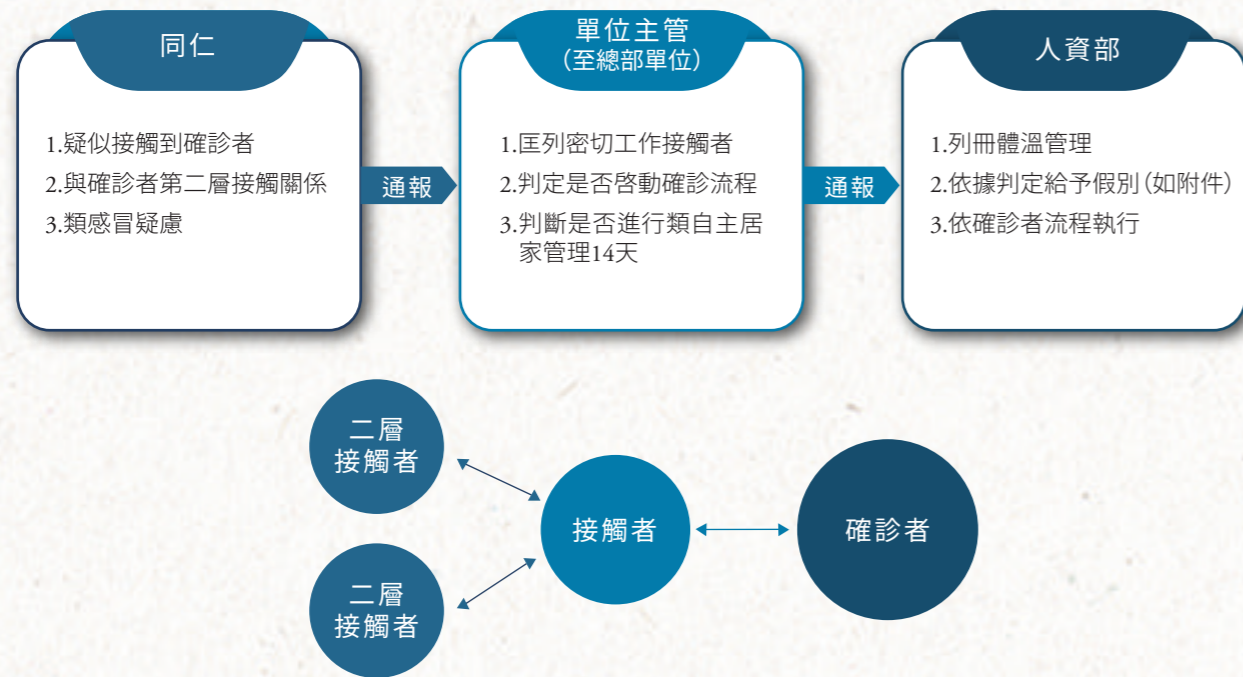 同仁
1.疑似接觸到確診者
2.與確診者第二層接觸關係
3.類感冒疑慮
通報
單位主管
（至總部單位）
1.匡列密切工作接觸者
2.判定是否啓動確診流程
3.判斷是否進行類自主居
家管理14天
通報
人資部
1.列冊體溫管理
2.依據判定給予假別（如附件）
3.依確診者流程執行
二層
接觸者
二層
接觸者
接觸者
確診者